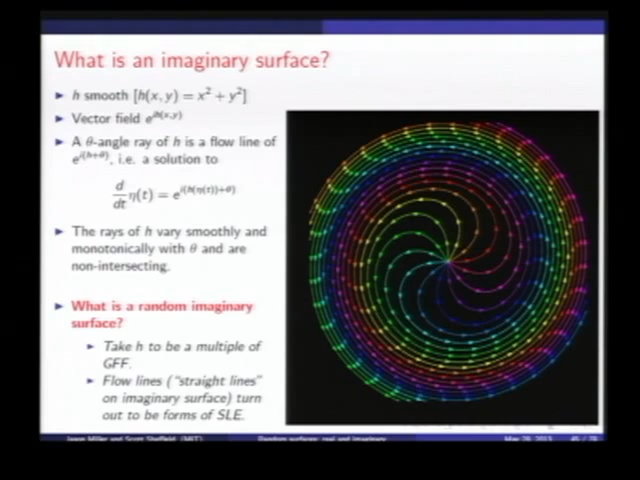 What is an imaginary surface?
► h smooth [h(x, y) = x² + y²]
► Vector field e^{ih(x,y)}
► A θ-angle ray of h is a flow line of
e^{i(h+θ)}, i.e. a solution to
d/dt η(t) = e^{i(h(η(t))+θ)}
► The rays of h vary smoothly and
monotonically with θ and are
non-intersecting.
► What is a random imaginary
surface?
► Take h to be a multiple of
GFF.
► Flow lines ("straight lines"
on imaginary surface) turn
out to be forms of SLE.
Jason Miller and Scott Sheffield (MIT) Random surfaces: real and imaginary May 28, 2013